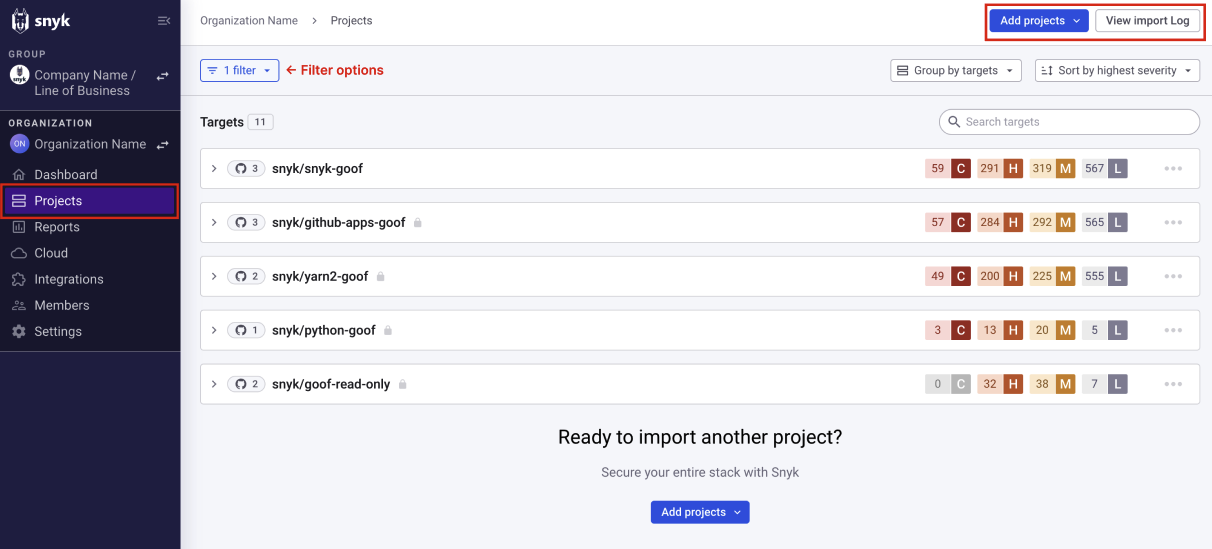 snyk
GROUP
Company Name /
Line of Business
ORGANIZATION
ON Organization Name
Dashboard
Projects
Reports
Cloud
Integrations
Members
Settings
Organization Name > Projects
Add projects View import Log
1 filter ← Filter options Group by targets Sort by highest severity
Targets 11 Search targets
3 snyk/snyk-goof 59 C 291 H 319 M 567 L
3 snyk/github-apps-goof 57 C 284 H 292 M 565 L
2 snyk/yarn2-goof 49 C 200 H 225 M 555 L
1 snyk/python-goof 3 C 13 H 20 M 5 L
2 snyk/goof-read-only 0 C 32 H 38 M 7 L
Ready to import another project?
Secure your entire stack with Snyk
Add projects